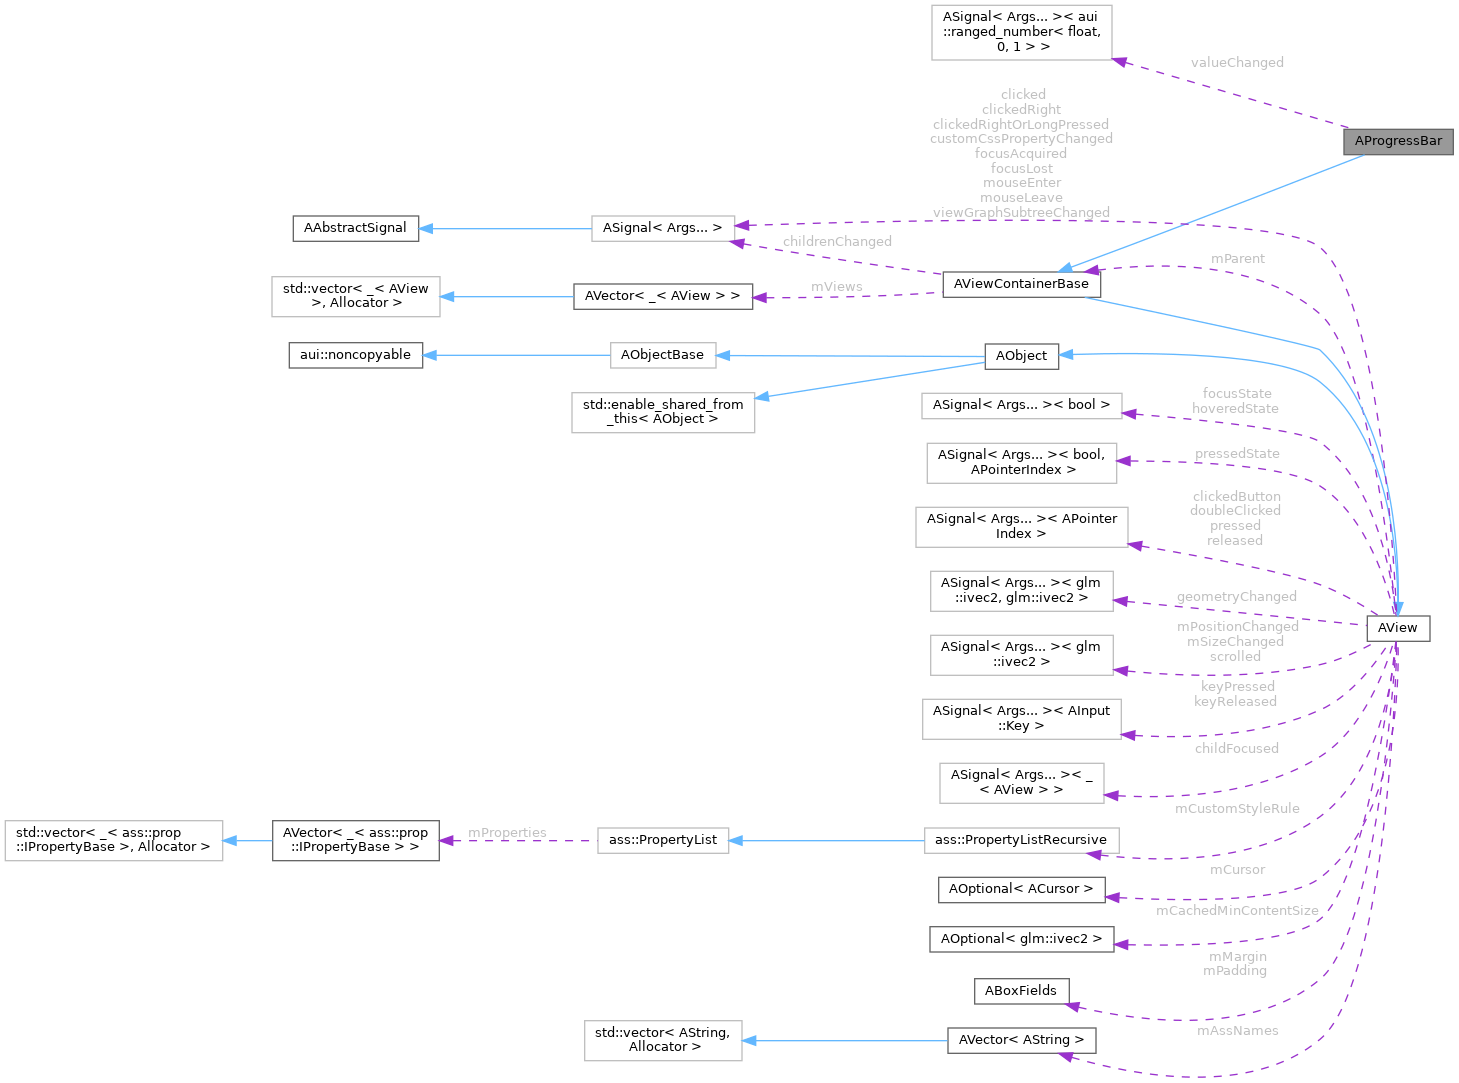 ASignal< Args... >< aui
::ranged_number< float,
0, 1 > >
valueChanged
AProgressBar
clicked
clickedRight
clickedRightOrLongPressed
customCssPropertyChanged
focusAcquired
focusLost
mouseEnter
mouseLeave
viewGraphSubtreeChanged
AAbstractSignal
ASignal< Args... >
childrenChanged
mParent
std::vector< _< AView
>, Allocator >
AVector< _< AView > >
mViews
AViewContainerBase
aui::noncopyable
AObjectBase
AObject
std::enable_shared_from
_this< AObject >
ASignal< Args... >< bool >
focusState
hoveredState
ASignal< Args... >< bool,
APointerIndex >
pressedState
ASignal< Args... >< APointer
Index >
clickedButton
doubleClicked
pressed
released
ASignal< Args... >< glm
::ivec2, glm::ivec2 >
geometryChanged
AView
ASignal< Args... >< glm
::ivec2 >
mPositionChanged
mSizeChanged
scrolled
ASignal< Args... >< AInput
::Key >
keyPressed
keyReleased
ASignal< Args... >< _
< AView > >
childFocused
mCustomStyleRule
std::vector< _< ass::prop
::IPropertyBase >, Allocator >
AVector< _< ass::prop
::IPropertyBase > >
mProperties
ass::PropertyList
ass::PropertyListRecursive
mCursor
AOptional< ACursor >
mCachedMinContentSize
AOptional< glm::ivec2 >
mMargin
mPadding
ABoxFields
mAssNames
std::vector< AString,
Allocator >
AVector< AString >